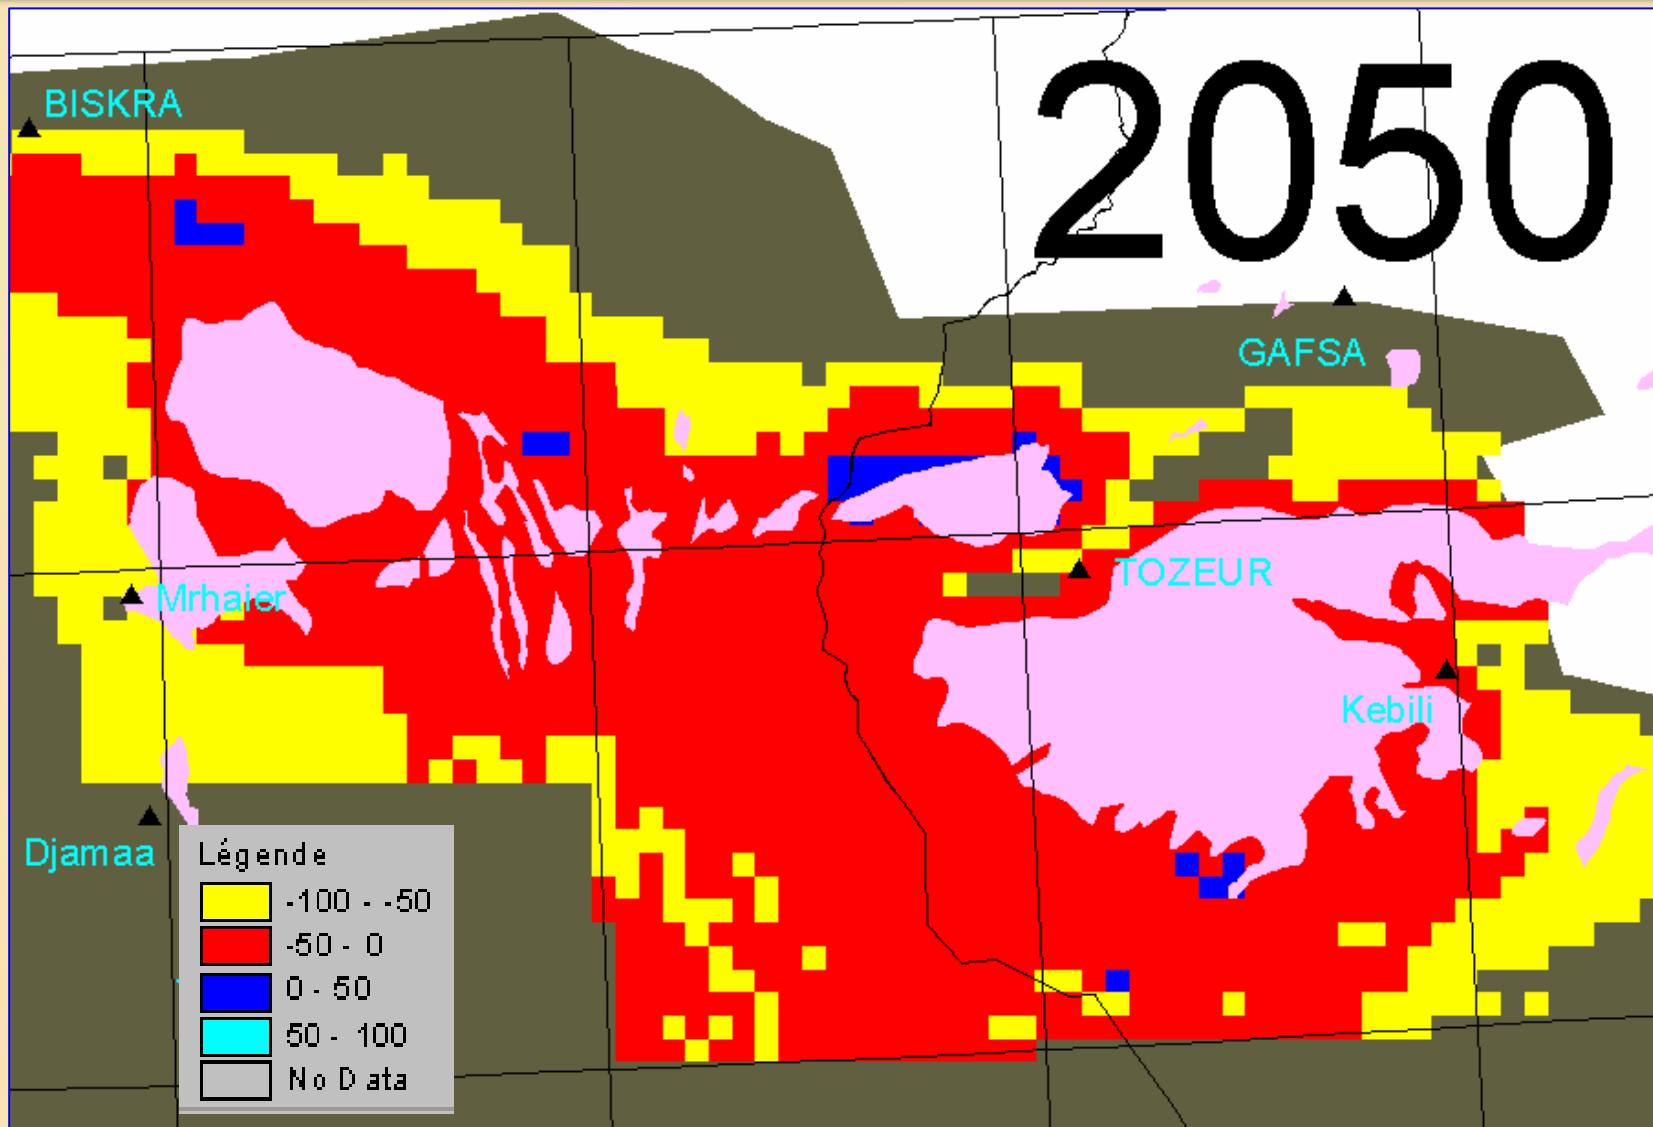 2050
BISKRA
GAFSA
TOZEUR
Mrhaier
Kebili
Djamaa
Légende
-100 - -50
-50 - 0
0 - 50
50 - 100
No Data